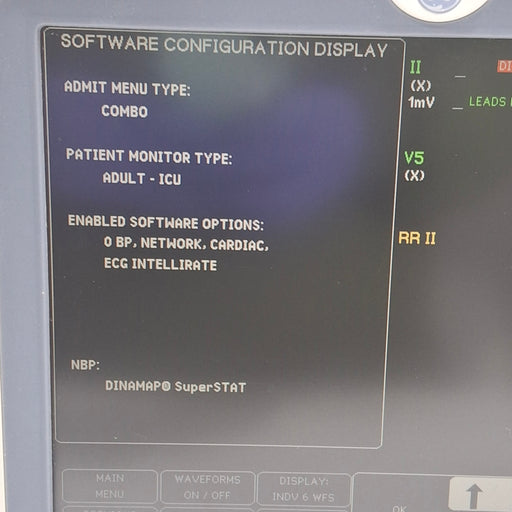 SOFTWARE CONFIGURATION DISPLAY
ADMIT MENU TYPE:
COMBO
PATIENT MONITOR TYPE:
ADULT - ICU
ENABLED SOFTWARE OPTIONS:
0 BP, NETWORK, CARDIAC,
ECG INTELLIRATE
NBP:
DINAMAP® SuperSTAT
II
(X)
1mV
LEADS
V5
(X)
RR II
MAIN
MENU
WAVEFORMS
ON / OFF
DISPLAY:
INDV 6 WFS
OK